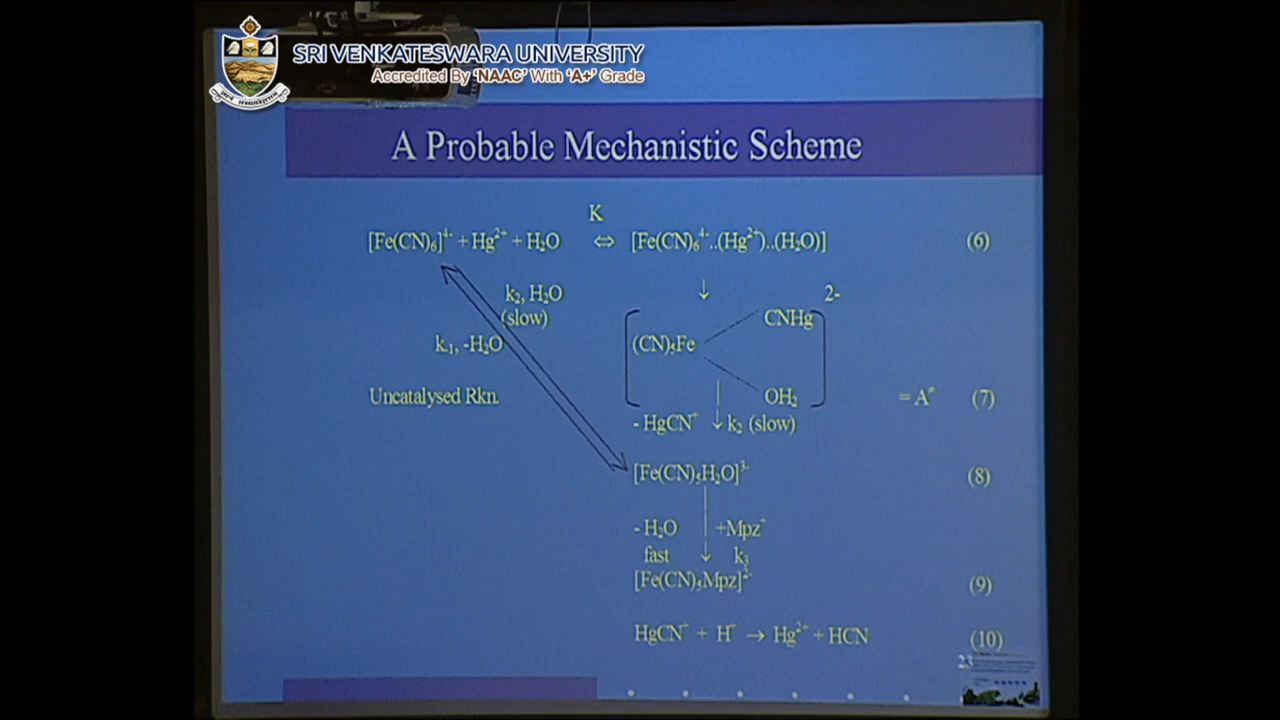 SRI VENKATESWARA UNIVERSITY
Accredited By 'NAAC' With 'A+' Grade
A Probable Mechanistic Scheme
K
[Fe(CN)₆]⁴⁻ + Hg²⁺ + H₂O ⇔ [Fe(CN)₆⁴⁻..(Hg²⁺)..(H₂O)] (6)
k₂, H₂O ↓ 2-
(slow) CNHg
k₋₁, -H₂O (CN)₅Fe
Uncatalysed Rkn. OH₂ = A≠ (7)
- HgCN⁺ ↓ k₂ (slow)
[Fe(CN)₅H₂O]³⁻ (8)
- H₂O +Mpz⁺
fast ↓ k₃
[Fe(CN)₅Mpz]²⁻ (9)
HgCN⁺ + H⁺ → Hg²⁺ + HCN (10)
23